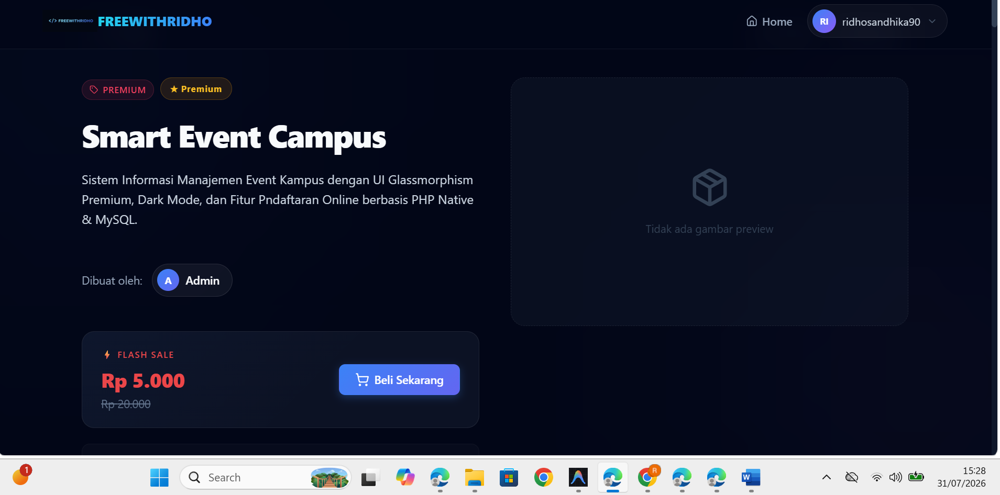 </> FREEWITHRIDHO FREEWITHRIDHO
Home
RI ridhosandhika90
PREMIUM
★ Premium
Smart Event Campus
Sistem Informasi Manajemen Event Kampus dengan UI Glassmorphism
Premium, Dark Mode, dan Fitur Pndaftaran Online berbasis PHP Native
& MySQL.
Dibuat oleh:
A Admin
Tidak ada gambar preview
FLASH SALE
Rp 5.000
Rp 20.000
Beli Sekarang
1
Search
R
W
15:28
31/07/2026